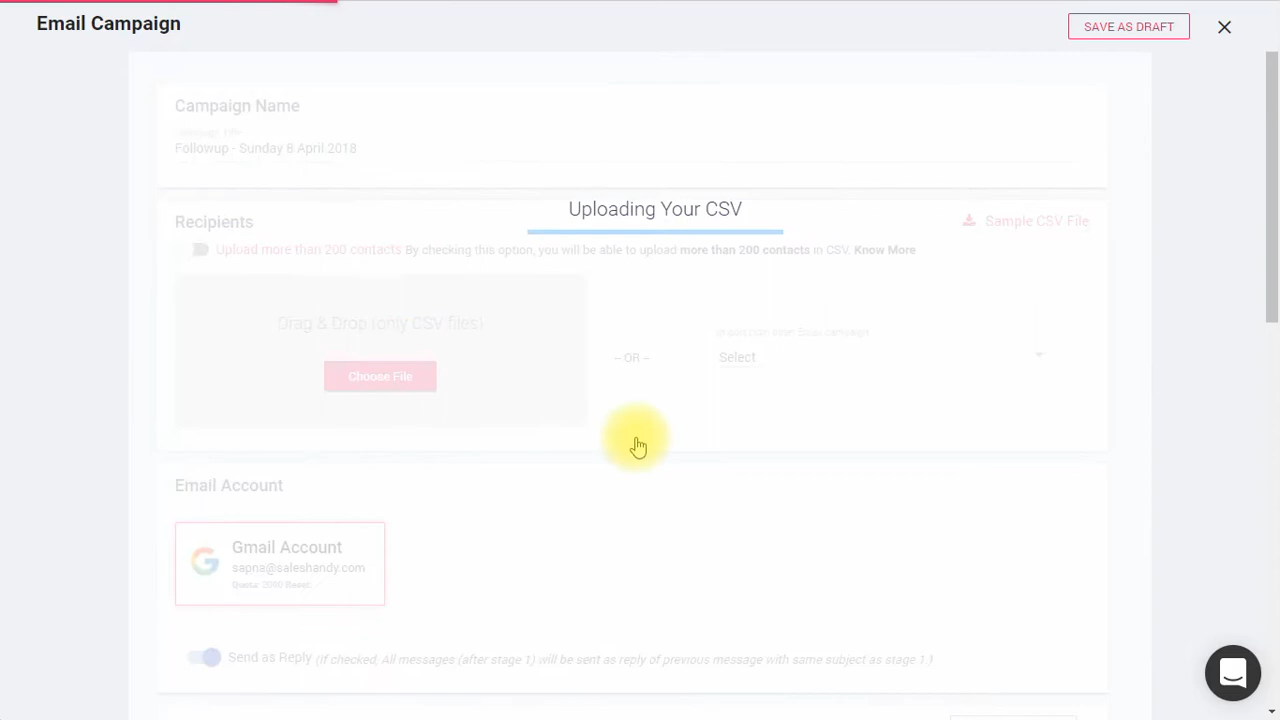 Email Campaign
SAVE AS DRAFT
Campaign Name
Followup - Sunday 8 April 2018
Uploading Your CSV
Recipients
Sample CSV File
Upload more than 200 contacts By checking this option, you will be able to upload more than 200 contacts in CSV. Know More
Drag & Drop (only CSV files)
Choose File
-- OR --
Select
Email Account
Gmail Account
sapna@saleshandy.com
Quota: 2000 Reset:
Send as Reply (If checked, All messages (after stage 1) will be sent as reply of previous message with same subject as stage 1.)